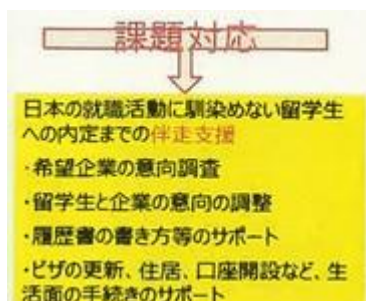 課題対応
日本の就職活動に馴染めない留学生
への内定までの伴走支援
・希望企業の意向調査
・留学生と企業の意向の調整
・履歴書の書き方等のサポート
・ビザの更新、住居、口座開設など、生
活面の手続きのサポート